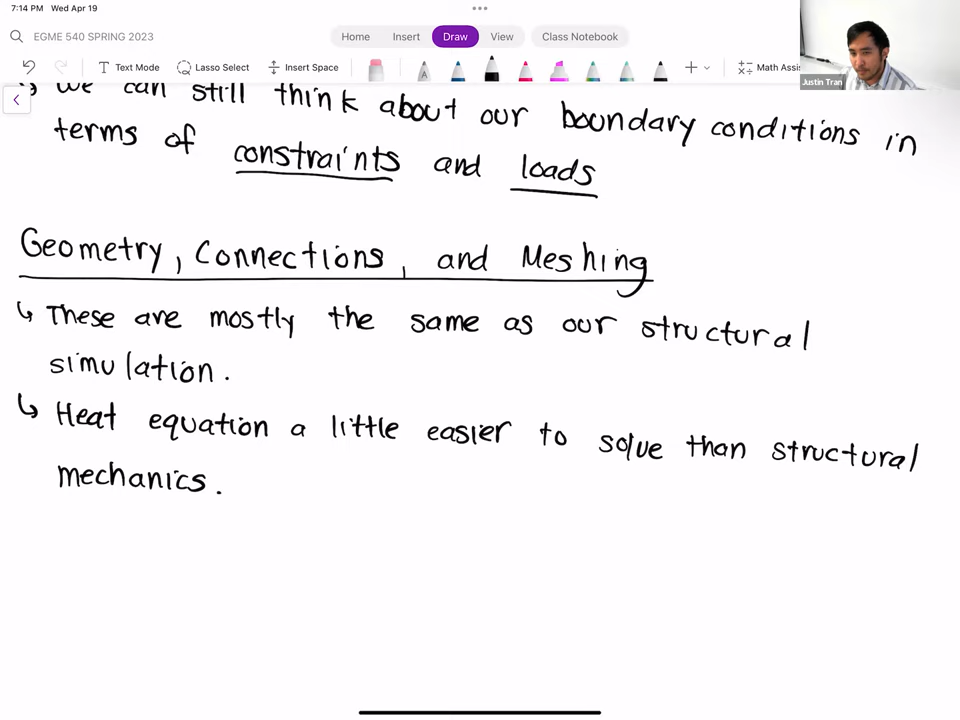 7:14 PM Wed Apr 19
EGME 540 SPRING 2023
Home Insert Draw View Class Notebook
Text Mode Lasso Select Insert Space Math Assis
Justin Tran
We can still think about our boundary conditions in
terms of constraints and loads
Geometry, Connections, and Meshing
↳ These are mostly the same as our structural
simulation.
↳ Heat equation a little easier to solve than structural
mechanics.